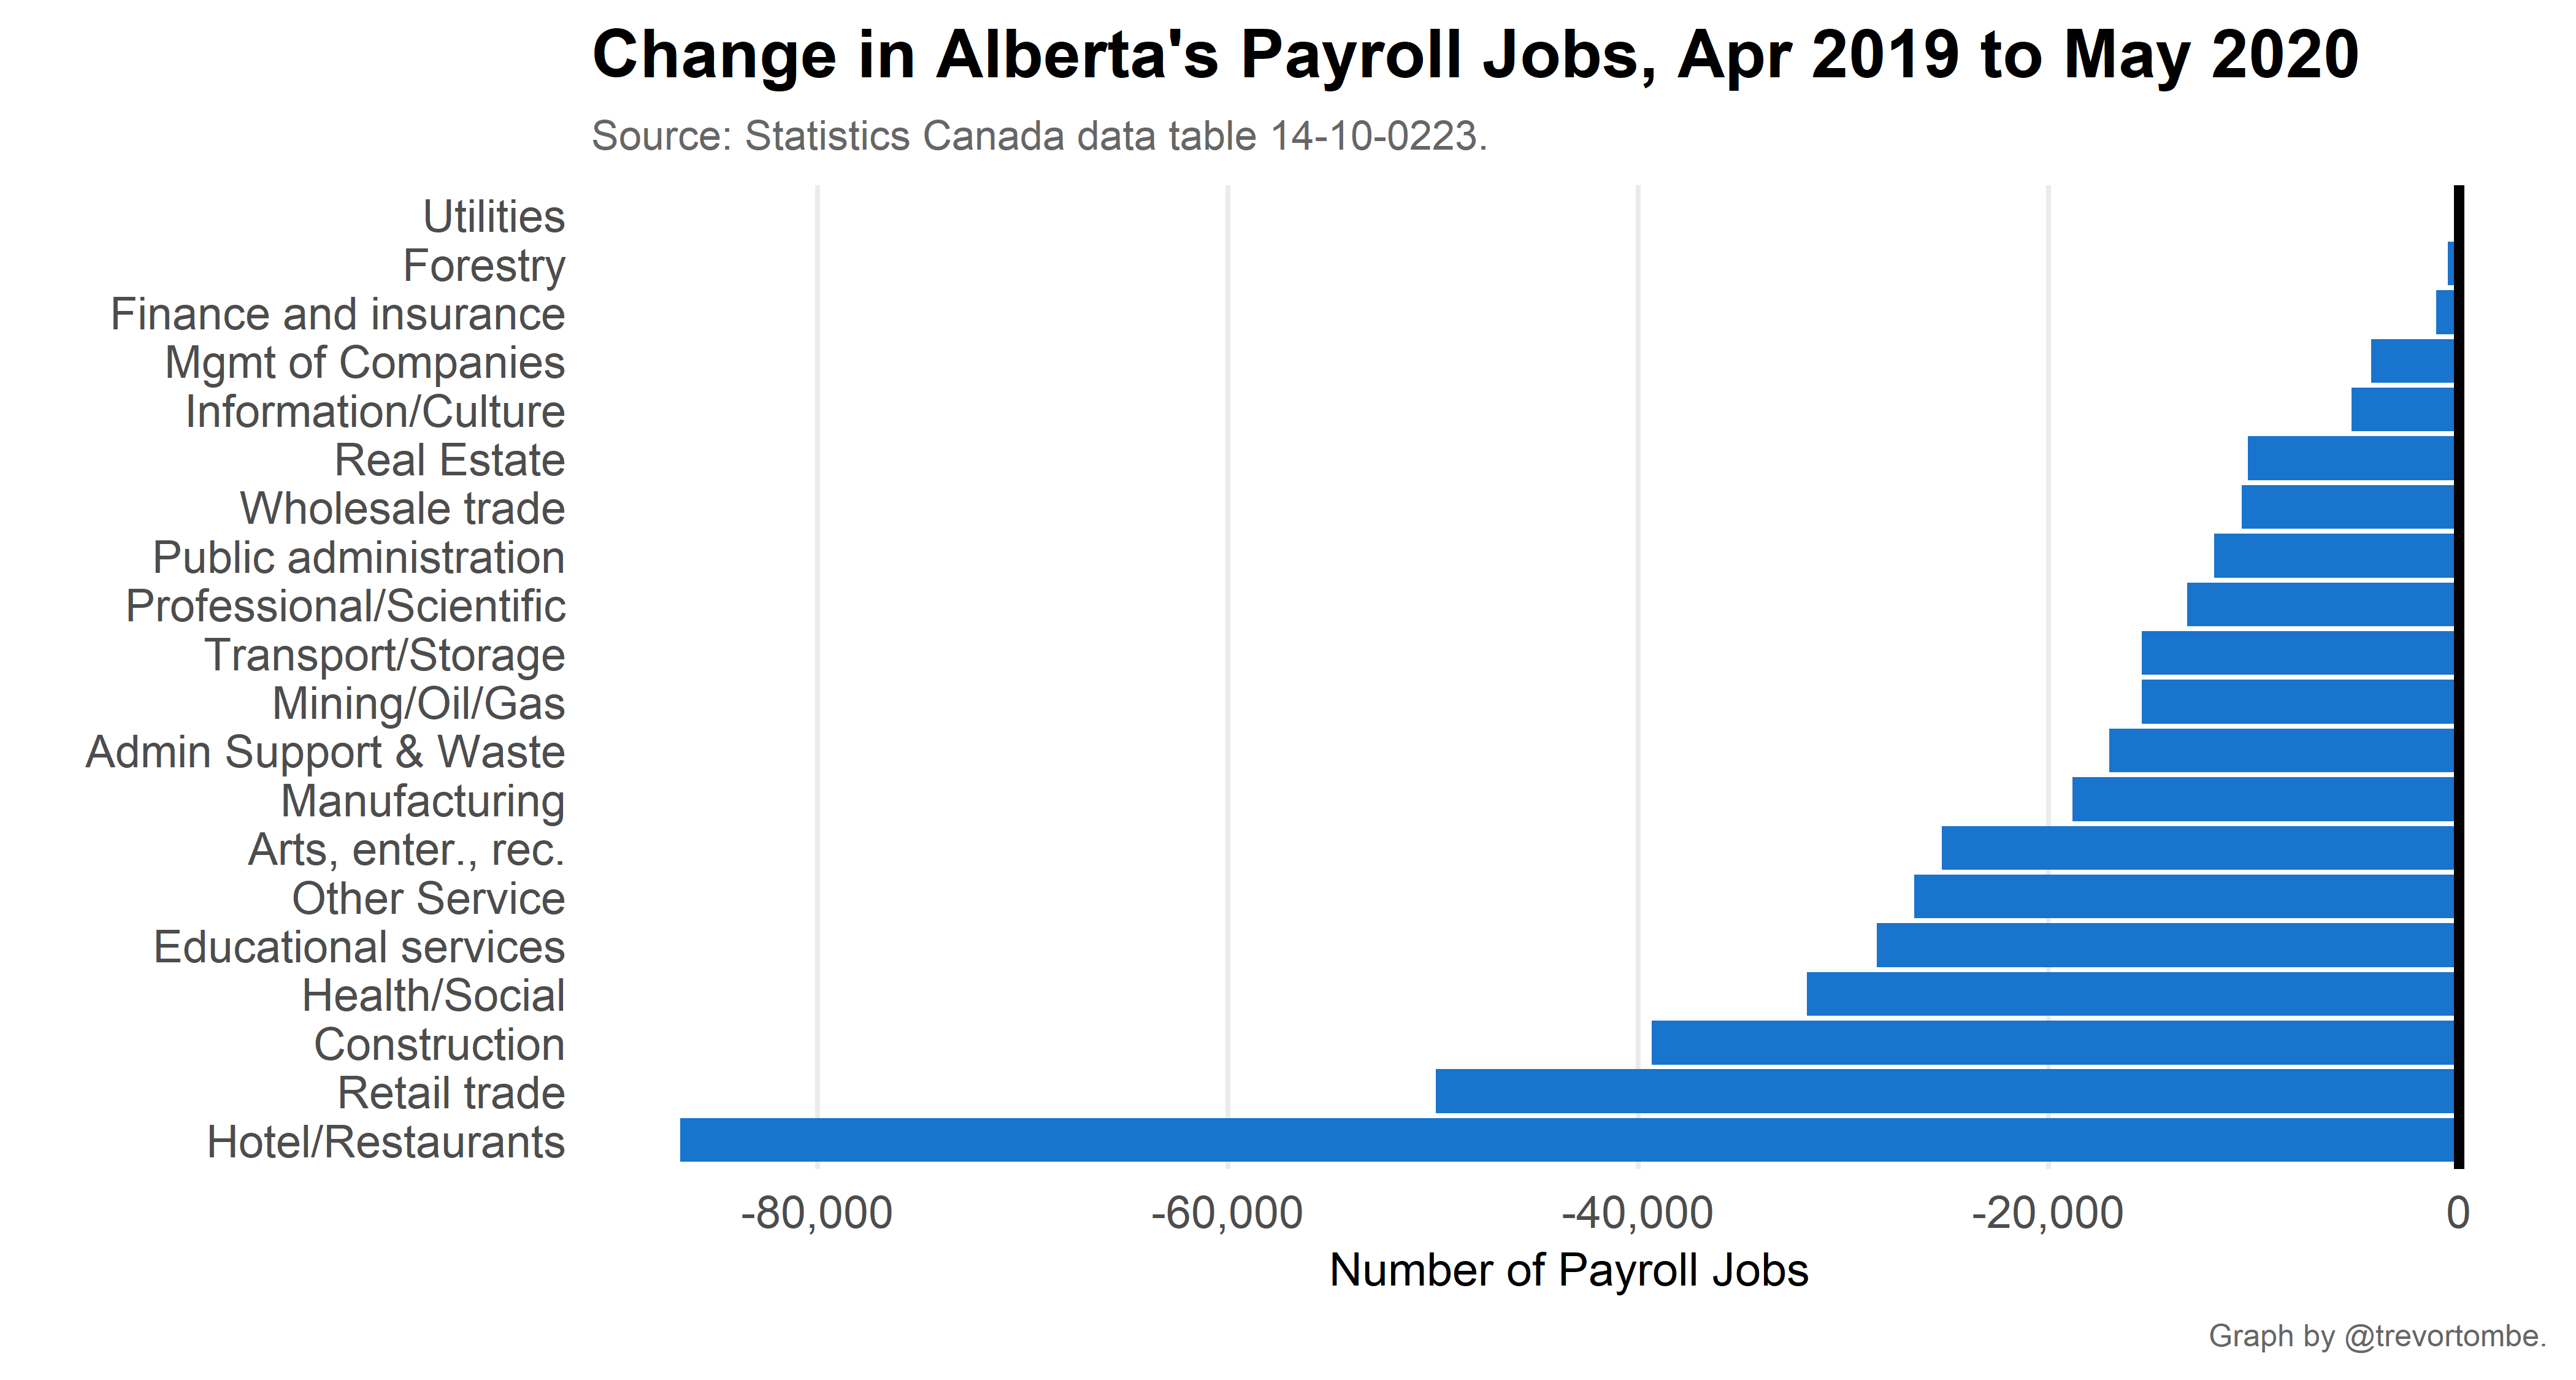 Change in Alberta's Payroll Jobs, Apr 2019 to May 2020
Source: Statistics Canada data table 14-10-0223.
Utilities
Forestry
Finance and insurance
Mgmt of Companies
Information/Culture
Real Estate
Wholesale trade
Public administration
Professional/Scientific
Transport/Storage
Mining/Oil/Gas
Admin Support & Waste
Manufacturing
Arts, enter., rec.
Other Service
Educational services
Health/Social
Construction
Retail trade
Hotel/Restaurants
-80,000 -60,000 -40,000 -20,000 0
Number of Payroll Jobs
Graph by @trevortombe.